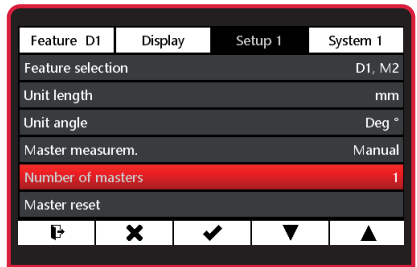 Feature D1 Display Setup 1 System 1
Feature selection D1, M2
Unit length mm
Unit angle Deg °
Master measurem. Manual
Number of masters 1
Master reset